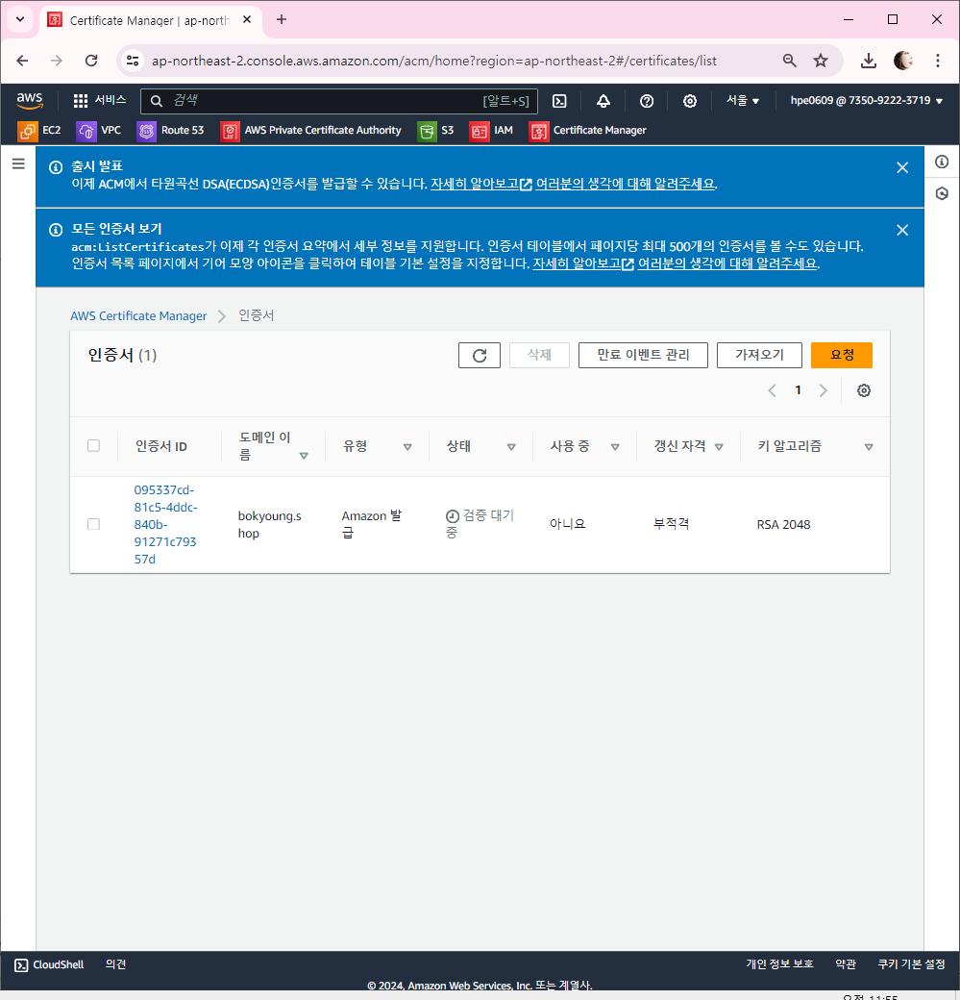 Certificate Manager | ap-north
ap-northeast-2.console.aws.amazon.com/acm/home?region=ap-northeast-2#/certificates/list
aws 서비스 검색 [알트+S] 서울 ▼ hpe0609 @ 7350-9222-3719 ▼
EC2 VPC Route 53 AWS Private Certificate Authority S3 IAM Certificate Manager
출시 발표
이제 ACM에서 타원곡선 DSA(ECDSA)인증서를 발급할 수 있습니다. 자세히 알아보고 여러분의 생각에 대해 알려주세요.
모든 인증서 보기
acm:ListCertificates가 이제 각 인증서 요약에서 세부 정보를 지원합니다. 인증서 테이블에서 페이지당 최대 500개의 인증서를 볼 수도 있습니다.
인증서 목록 페이지에서 기어 모양 아이콘을 클릭하여 테이블 기본 설정을 지정합니다. 자세히 알아보고 여러분의 생각에 대해 알려주세요.
AWS Certificate Manager > 인증서
인증서 (1) 삭제 만료 이벤트 관리 가져오기 요청
1
인증서 ID
도메인 이
름
유형
상태
사용 중
갱신 자격
키 알고리즘
095337cd-
81c5-4ddc-
840b-
91271c793
57d
bokyoung.s
hop
Amazon 발
급
검증 대기
중
아니요
부적격
RSA 2048
CloudShell 의견 개인 정보 보호 약관 쿠키 기본 설정
© 2024, Amazon Web Services, Inc. 또는 계열사.